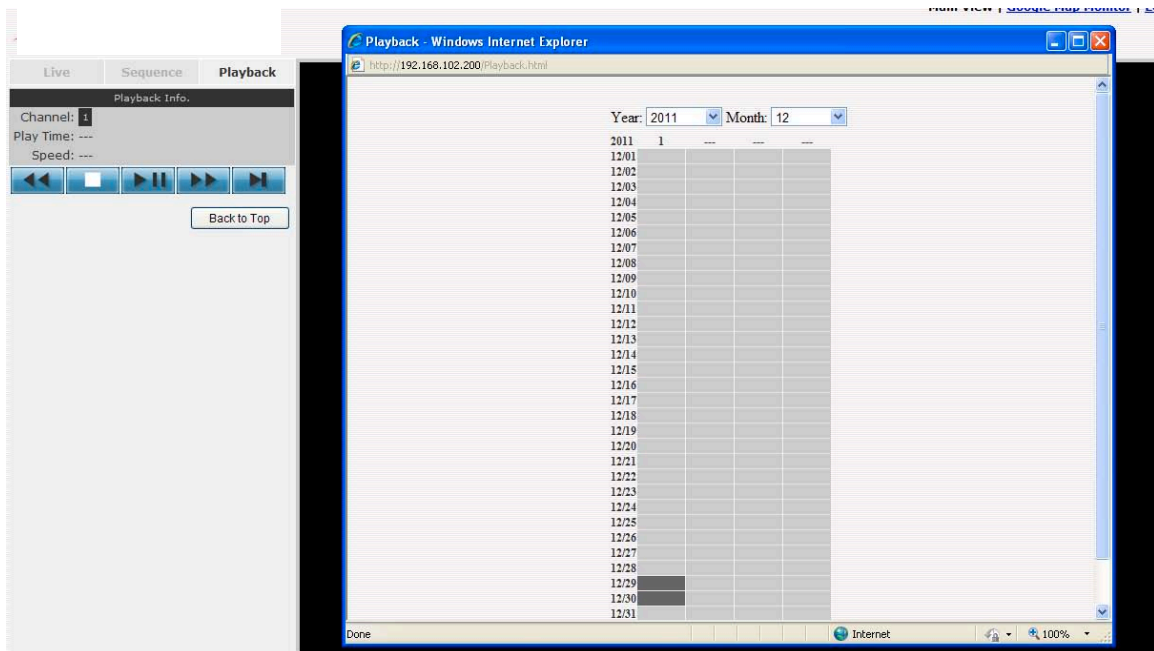 Main View | Google Map Monitor |
Playback - Windows Internet Explorer
http://192.168.102.200/Playback.html
Live Sequence Playback
Playback Info.
Channel: 1
Play Time: ---
Speed: ---
Back to Top
Year: 2011 Month: 12
2011 1 --- --- ---
12/01
12/02
12/03
12/04
12/05
12/06
12/07
12/08
12/09
12/10
12/11
12/12
12/13
12/14
12/15
12/16
12/17
12/18
12/19
12/20
12/21
12/22
12/23
12/24
12/25
12/26
12/27
12/28
12/29
12/30
12/31
Done Internet 100%